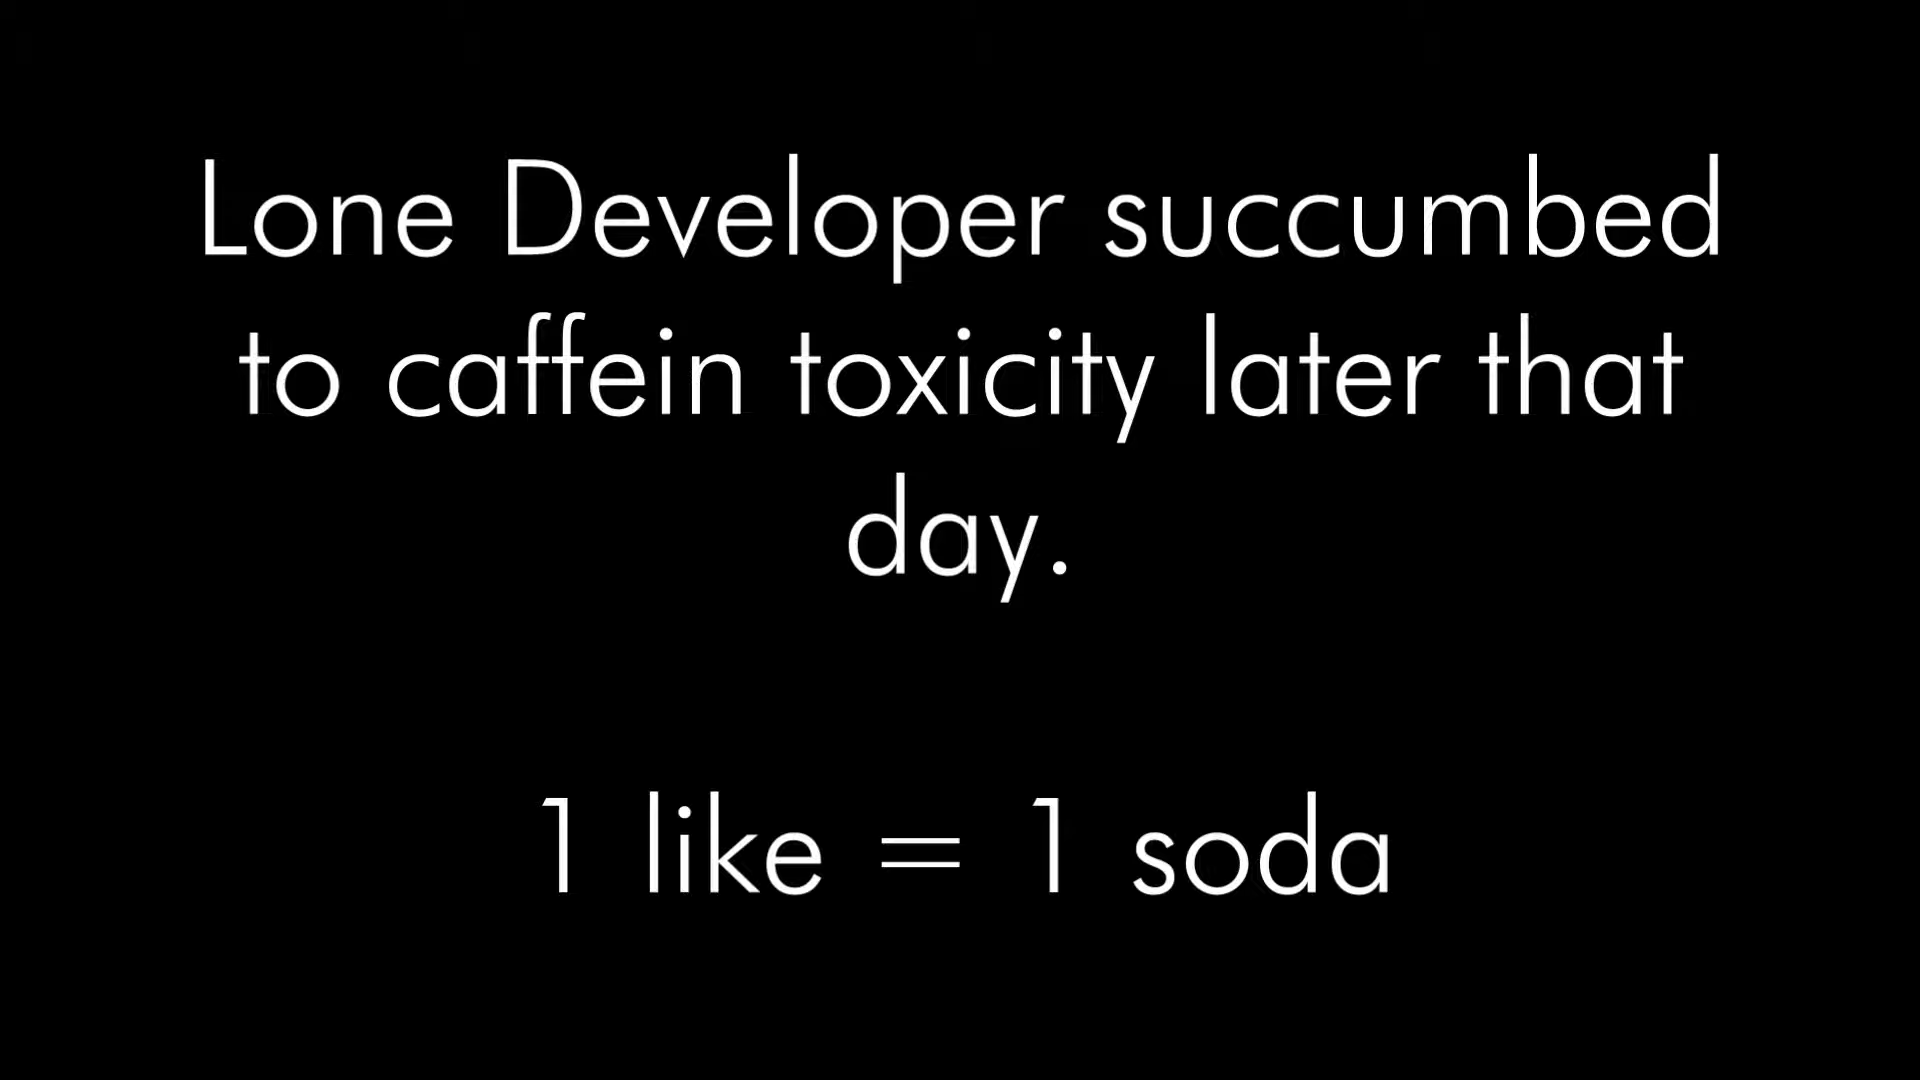 Lone Developer succumbed
to caffein toxicity later that
day.
1 like = 1 soda